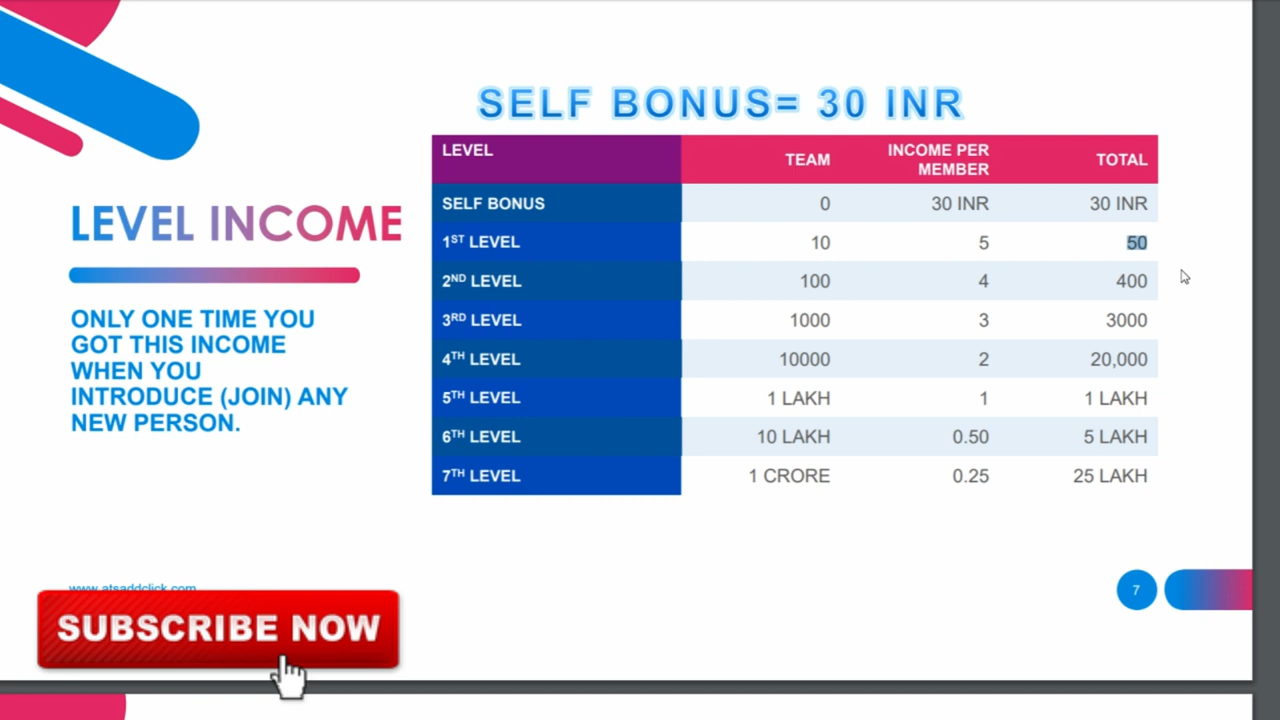 SELF BONUS= 30 INR
LEVEL INCOME
ONLY ONE TIME YOU
GOT THIS INCOME
WHEN YOU
INTRODUCE (JOIN) ANY
NEW PERSON.
LEVEL TEAM INCOME PER MEMBER TOTAL
SELF BONUS 0 30 INR 30 INR
1ST LEVEL 10 5 50
2ND LEVEL 100 4 400
3RD LEVEL 1000 3 3000
4TH LEVEL 10000 2 20,000
5TH LEVEL 1 LAKH 1 1 LAKH
6TH LEVEL 10 LAKH 0.50 5 LAKH
7TH LEVEL 1 CRORE 0.25 25 LAKH
www.atsaddclick.com
7
SUBSCRIBE NOW